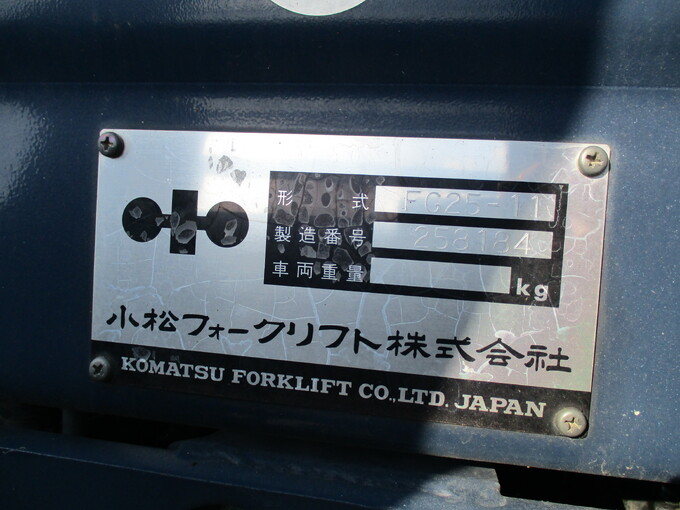 形式 FG25-11
製造番号 256184
車両重量 kg
小松フォークリフト株式会社
KOMATSU FORKLIFT CO.,LTD. JAPAN